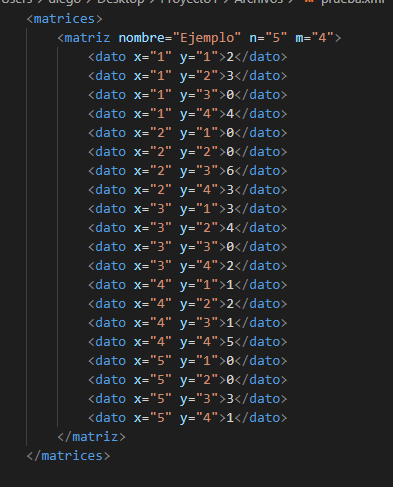 diego > Desktop > Proyecto1 > Archivos > prueba.xml
<matrices>
<matriz nombre="Ejemplo" n="5" m="4">
<dato x="1" y="1">2</dato>
<dato x="1" y="2">3</dato>
<dato x="1" y="3">0</dato>
<dato x="1" y="4">4</dato>
<dato x="2" y="1">0</dato>
<dato x="2" y="2">0</dato>
<dato x="2" y="3">6</dato>
<dato x="2" y="4">3</dato>
<dato x="3" y="1">3</dato>
<dato x="3" y="2">4</dato>
<dato x="3" y="3">0</dato>
<dato x="3" y="4">2</dato>
<dato x="4" y="1">1</dato>
<dato x="4" y="2">2</dato>
<dato x="4" y="3">1</dato>
<dato x="4" y="4">5</dato>
<dato x="5" y="1">0</dato>
<dato x="5" y="2">0</dato>
<dato x="5" y="3">3</dato>
<dato x="5" y="4">1</dato>
</matriz>
</matrices>